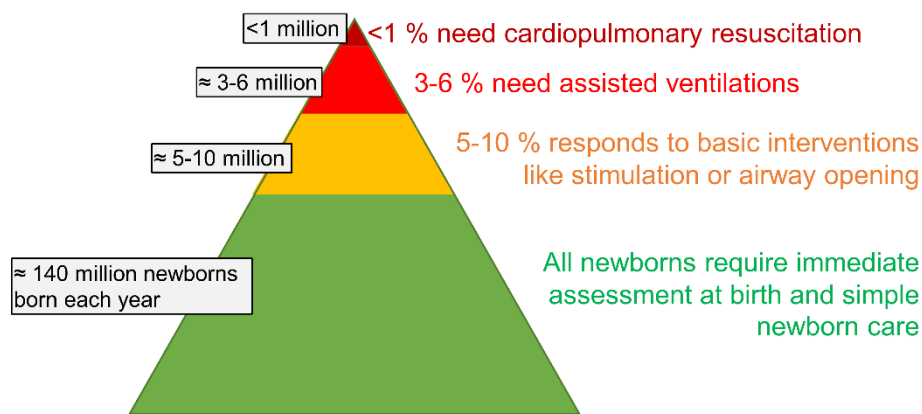 <1 million
<1 % need cardiopulmonary resuscitation
≈ 3-6 million
3-6 % need assisted ventilations
≈ 5-10 million
5-10 % responds to basic interventions
like stimulation or airway opening
≈ 140 million newborns
born each year
All newborns require immediate
assessment at birth and simple
newborn care